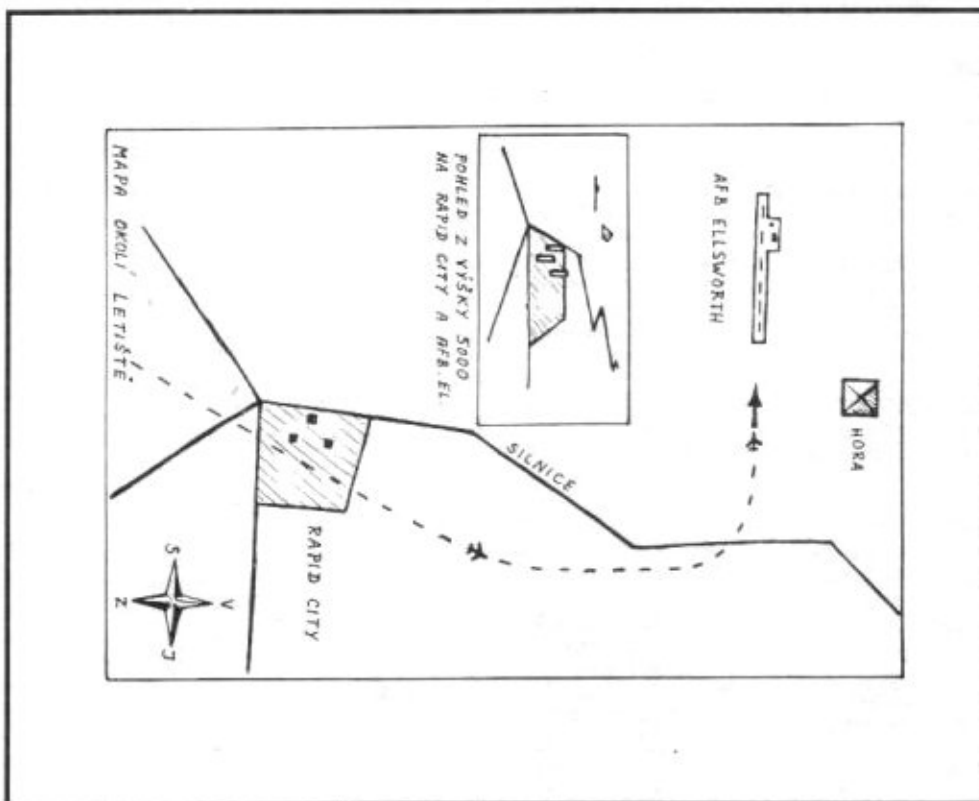 MAPA OKOLÍ LETIŠTĚ
POHLED Z VÝŠKY 5000
NA RAPID CITY A AFB. EL.
AFB ELLSWORTH
HORA
SILNICE
RAPID CITY
S
V
Z
J